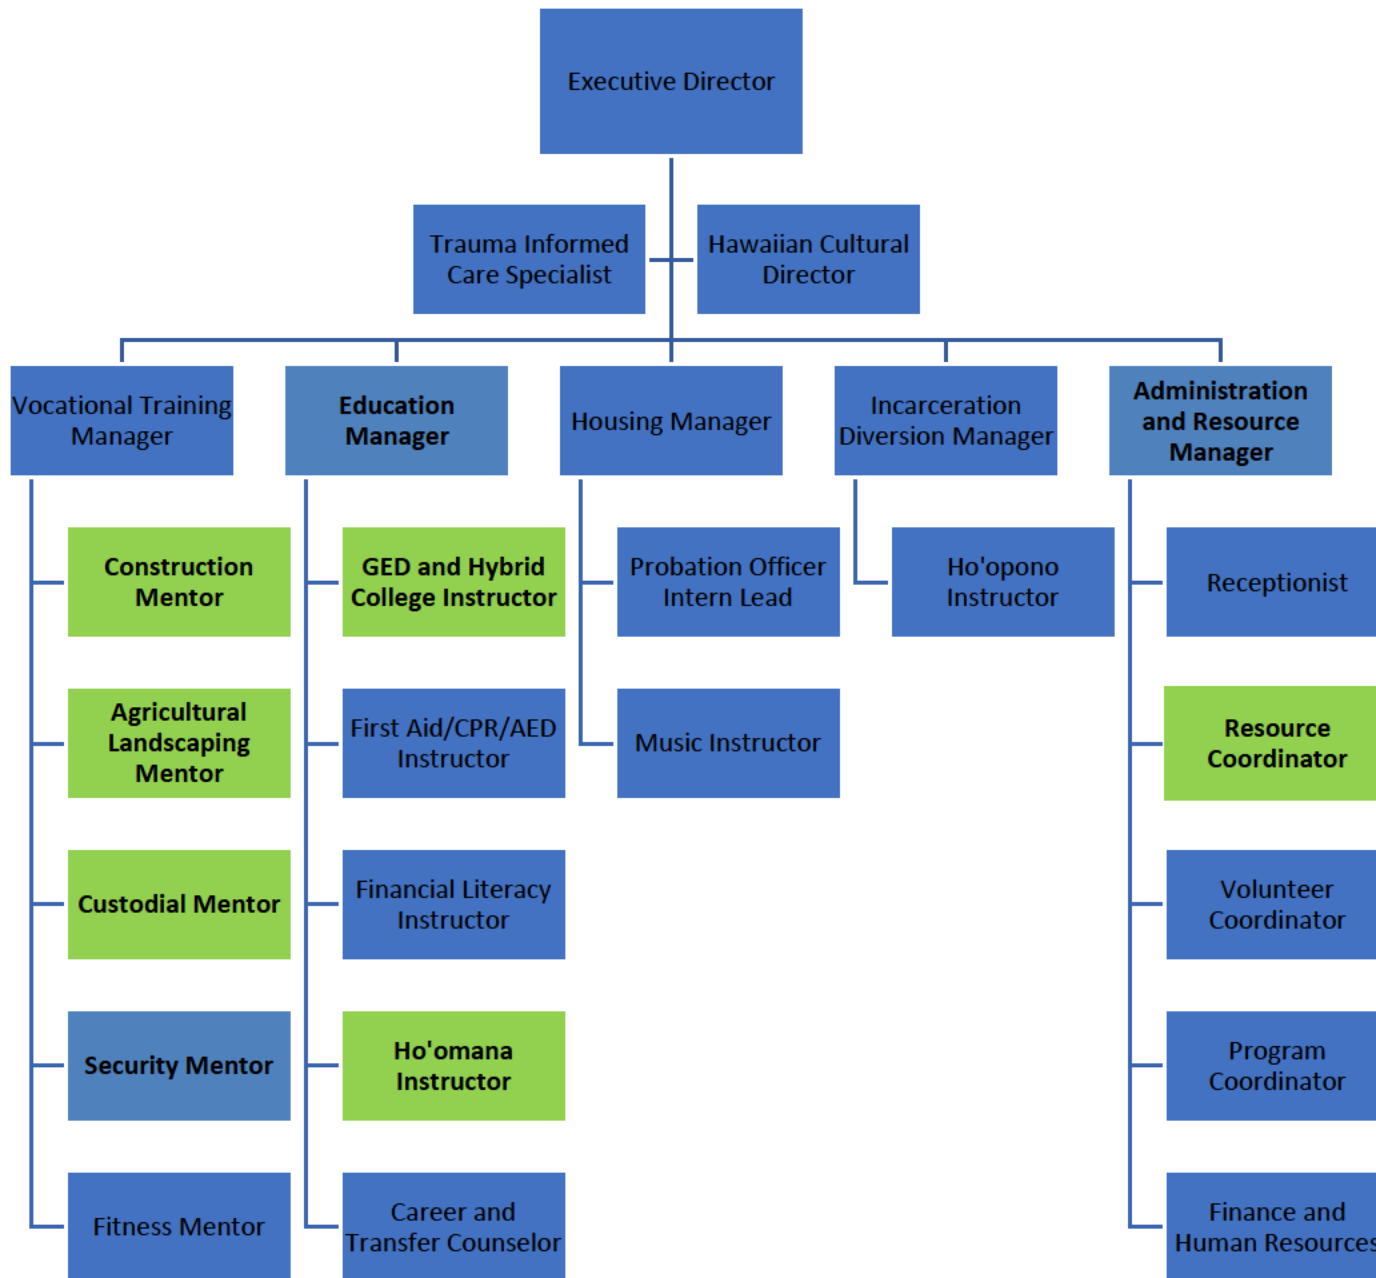 Executive Director
Trauma Informed
Care Specialist
Hawaiian Cultural
Director
Vocational Training
Manager
Education
Manager
Housing Manager
Incarceration
Diversion Manager
Administration
and Resource
Manager
Construction
Mentor
GED and Hybrid
College Instructor
Probation Officer
Intern Lead
Ho'opono
Instructor
Receptionist
Agricultural
Landscaping
Mentor
First Aid/CPR/AED
Instructor
Music Instructor
Resource
Coordinator
Custodial Mentor
Financial Literacy
Instructor
Volunteer
Coordinator
Security Mentor
Ho'omana
Instructor
Program
Coordinator
Fitness Mentor
Career and
Transfer Counselor
Finance and
Human Resources